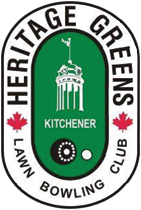 HERITAGE GREENS
KITCHENER
LAWN BOWLING CLUB